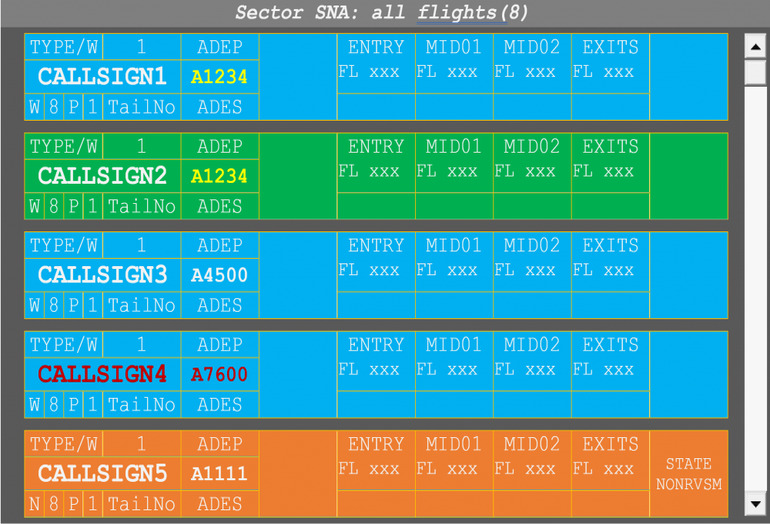 Sector SNA: all flights(8)
TYPE/W 1 ADEP ENTRY MID01 MID02 EXITS
CALLSIGN1 A1234 FL xxx FL xxx FL xxx FL xxx
W 8 P 1 TailNo ADES
TYPE/W 1 ADEP ENTRY MID01 MID02 EXITS
CALLSIGN2 A1234 FL xxx FL xxx FL xxx FL xxx
W 8 P 1 TailNo ADES
TYPE/W 1 ADEP ENTRY MID01 MID02 EXITS
CALLSIGN3 A4500 FL xxx FL xxx FL xxx FL xxx
W 8 P 1 TailNo ADES
TYPE/W 1 ADEP ENTRY MID01 MID02 EXITS
CALLSIGN4 A7600 FL xxx FL xxx FL xxx FL xxx
W 8 P 1 TailNo ADES
TYPE/W 1 ADEP ENTRY MID01 MID02 EXITS
CALLSIGN5 A1111 FL xxx FL xxx FL xxx FL xxx STATE
NONRVSM
N 8 P 1 TailNo ADES